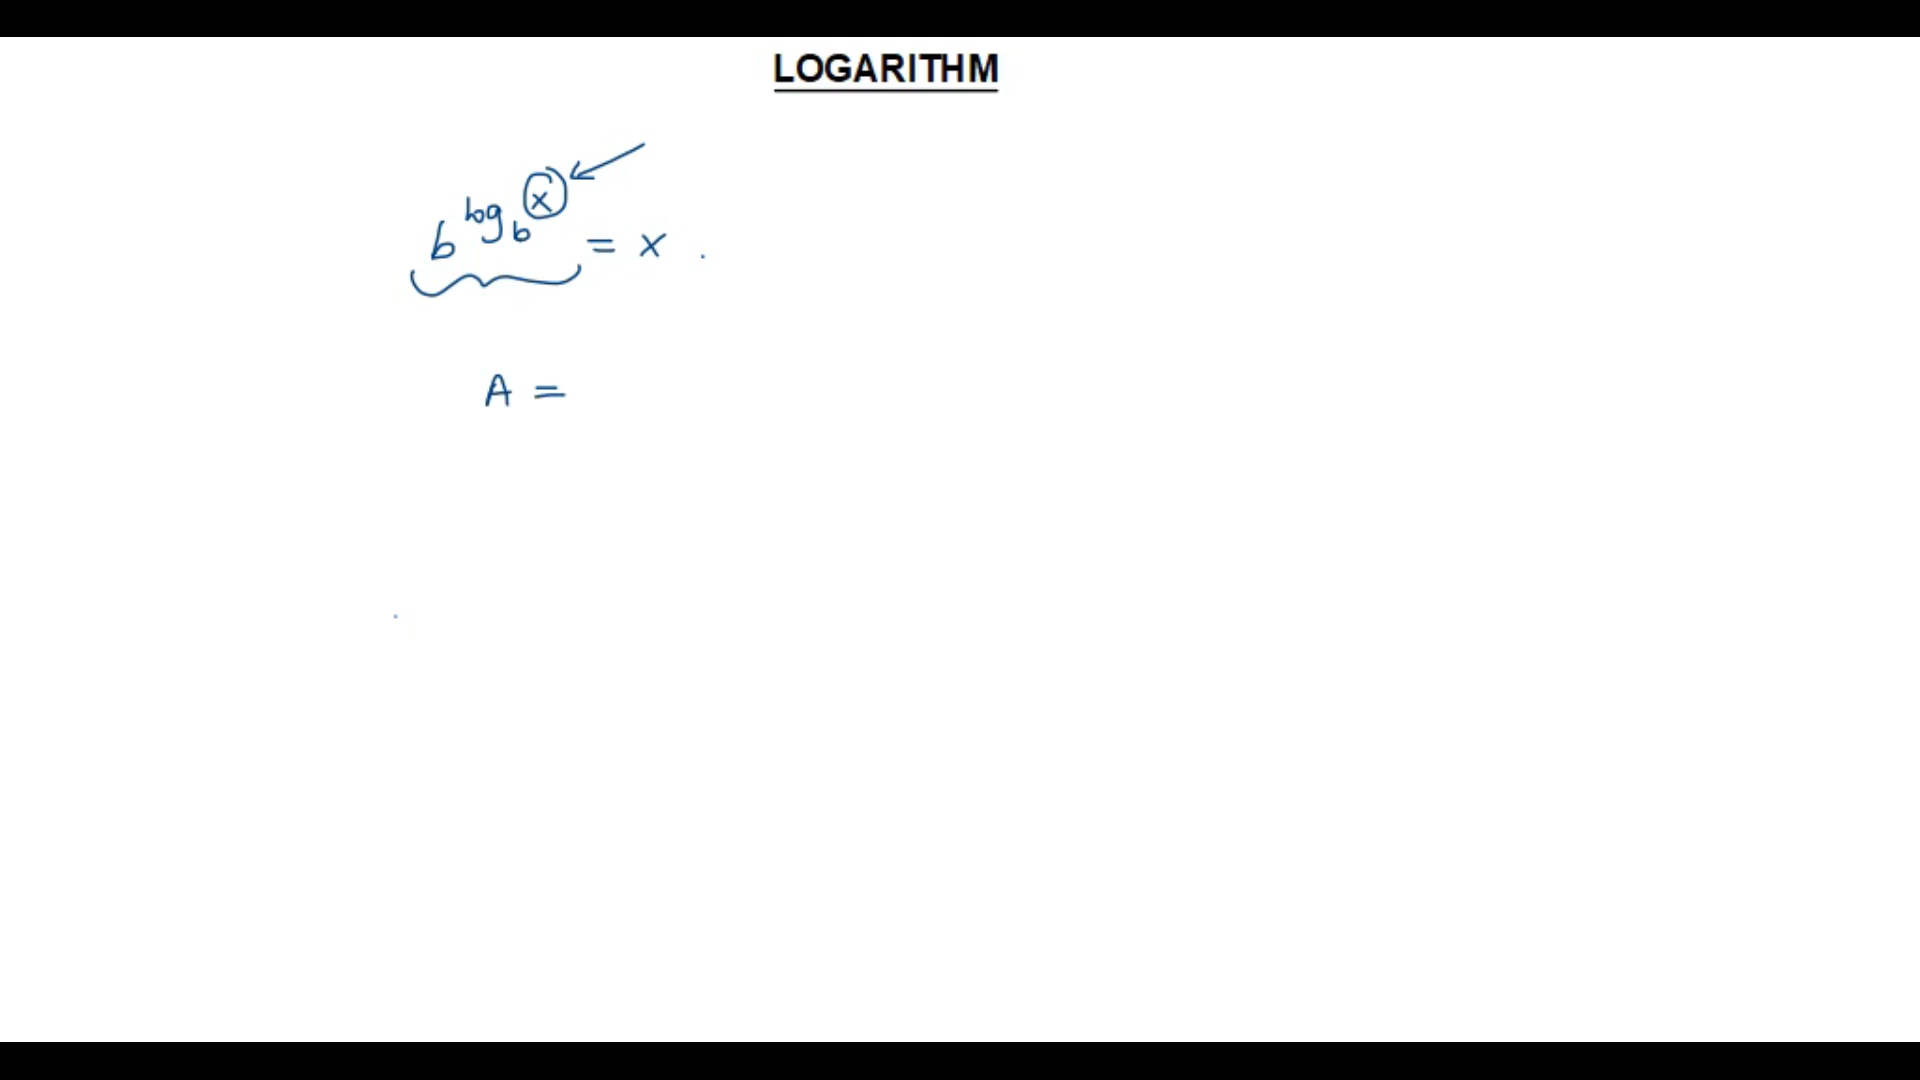 LOGARITHM
b^{log_b x} = x .
A =